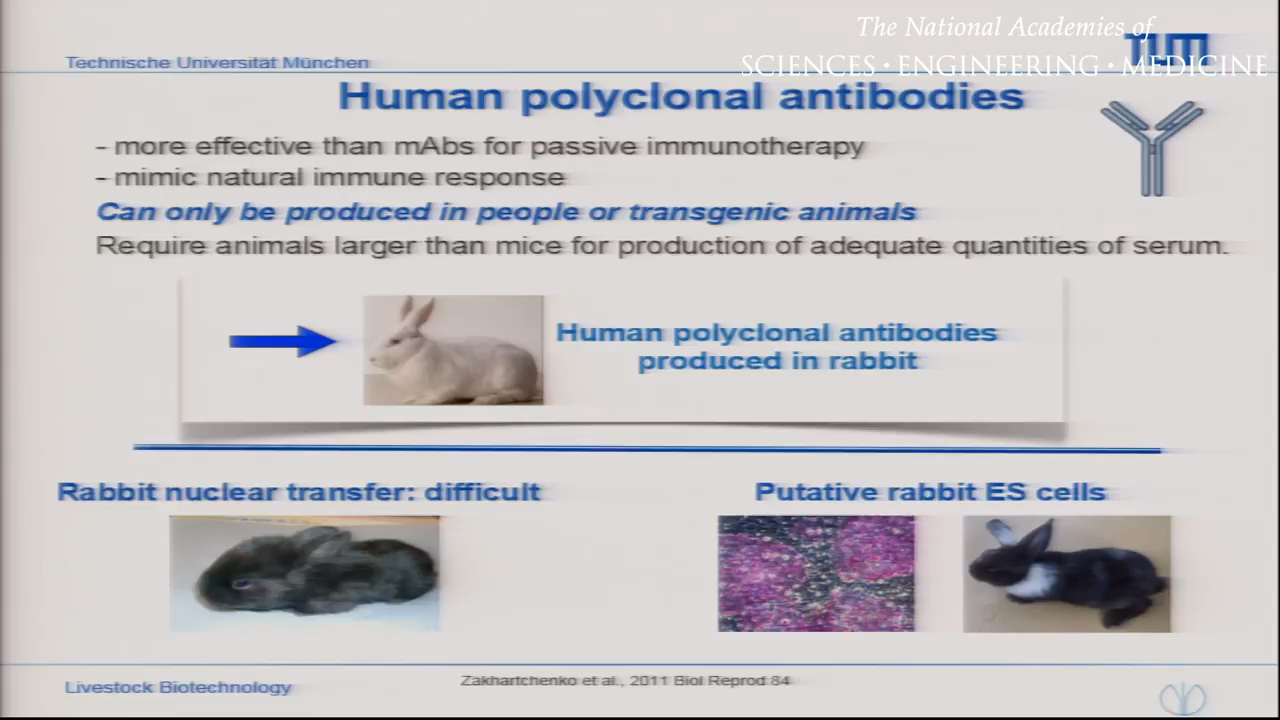 The National Academies of
SCIENCES · ENGINEERING · MEDICINE
Technische Universität München
TUM
Human polyclonal antibodies
- more effective than mAbs for passive immunotherapy
- mimic natural immune response
Can only be produced in people or transgenic animals
Require animals larger than mice for production of adequate quantities of serum.
Human polyclonal antibodies
produced in rabbit
Rabbit nuclear transfer: difficult
Putative rabbit ES cells
Livestock Biotechnology
Zakhartchenko et al., 2011 Biol Reprod 84